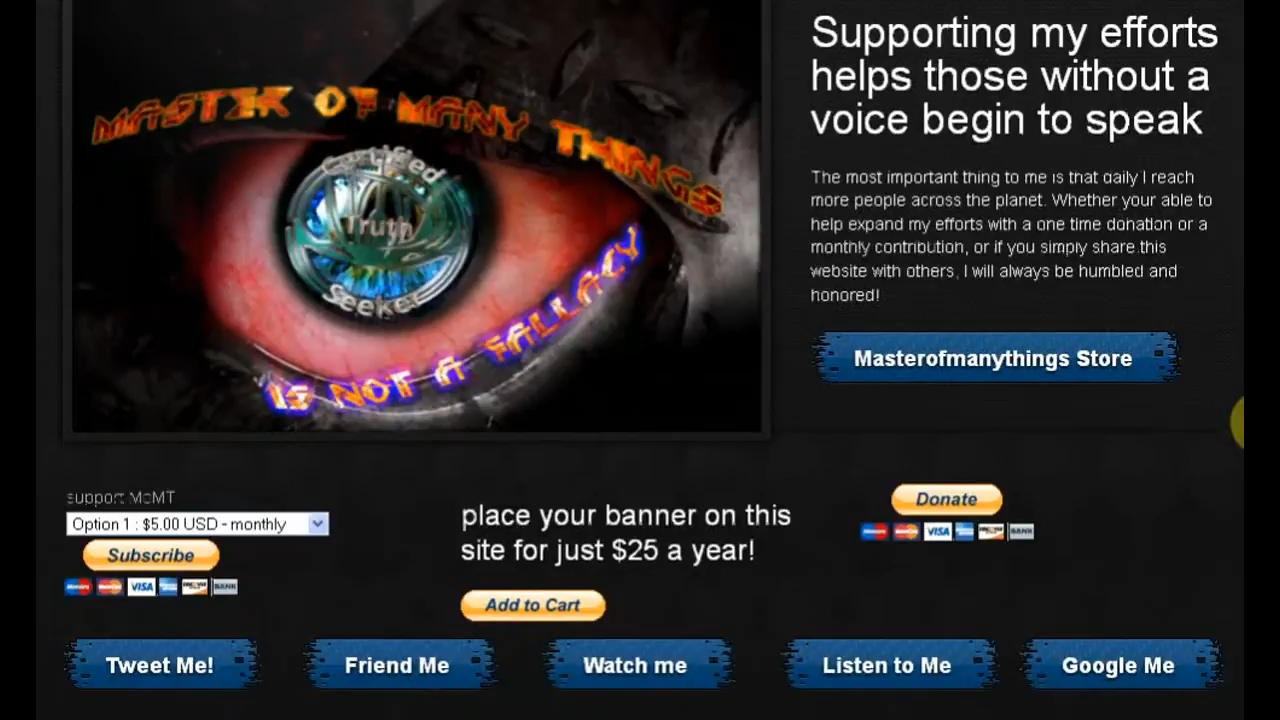 MASTER OF MANY THINGS
Certified
Truth
Seeker
IS NOT A FALLACY
Supporting my efforts
helps those without a
voice begin to speak
The most important thing to me is that daily I reach
more people across the planet. Whether your able to
help expand my efforts with a one time donation or a
monthly contribution, or if you simply share this
website with others, I will always be humbled and
honored!
Masterofmanythings Store
support MoMT
Option 1 : $5.00 USD - monthly
Subscribe
VISA
BANK
place your banner on this
site for just $25 a year!
Add to Cart
Donate
VISA
BANK
Tweet Me!
Friend Me
Watch me
Listen to Me
Google Me